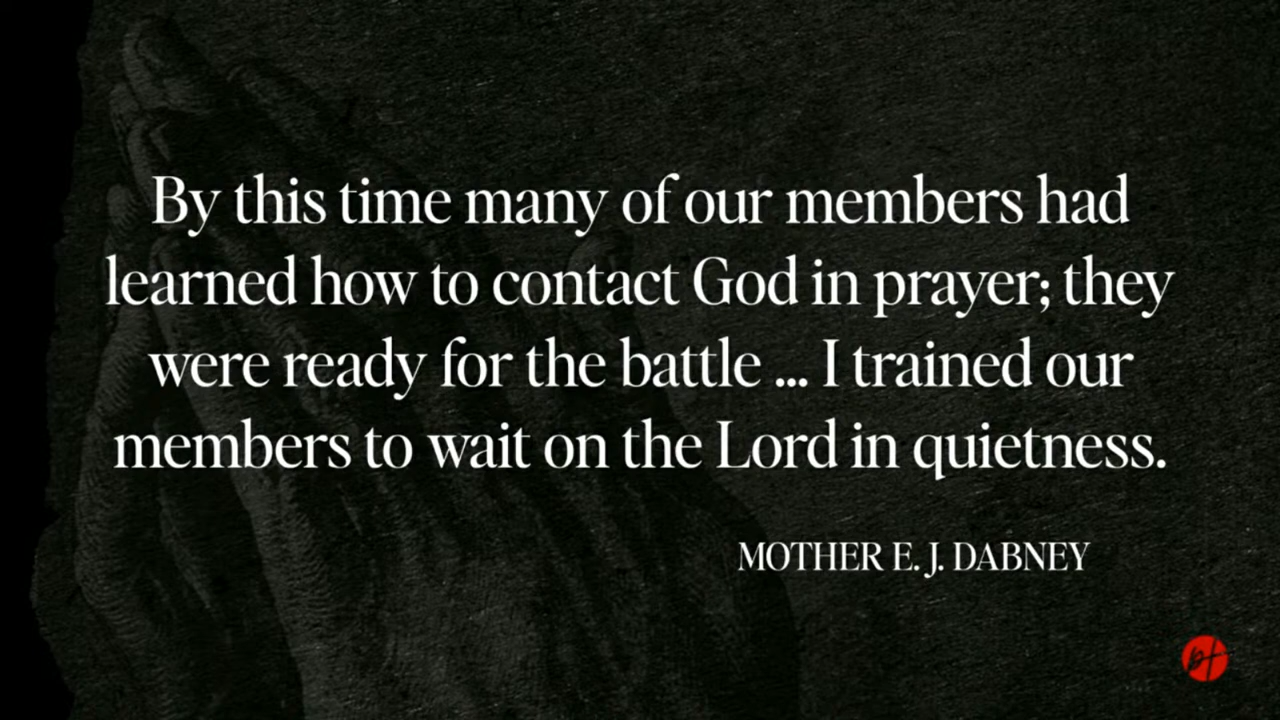 By this time many of our members had
learned how to contact God in prayer; they
were ready for the battle ... I trained our
members to wait on the Lord in quietness.
MOTHER E. J. DABNEY